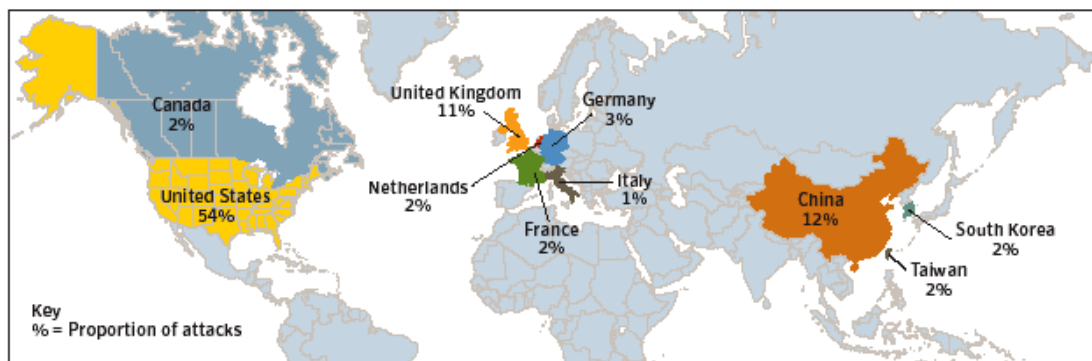 Canada
2%
United States
54%
United Kingdom
11%
Germany
3%
Netherlands
2%
Italy
1%
France
2%
China
12%
South Korea
2%
Taiwan
2%
Key
% = Proportion of attacks